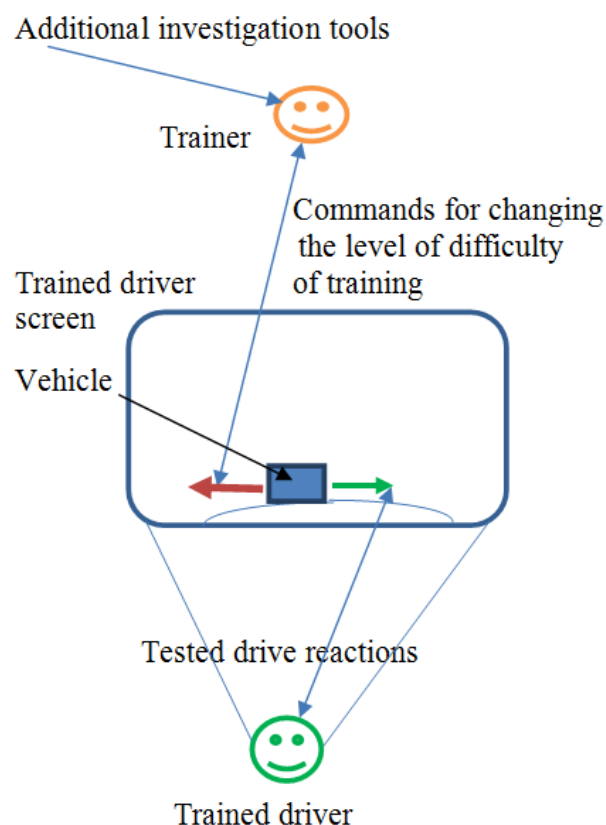 Additional investigation tools
Trainer
Commands for changing
the level of difficulty
of training
Trained driver
screen
Vehicle
Tested drive reactions
Trained driver